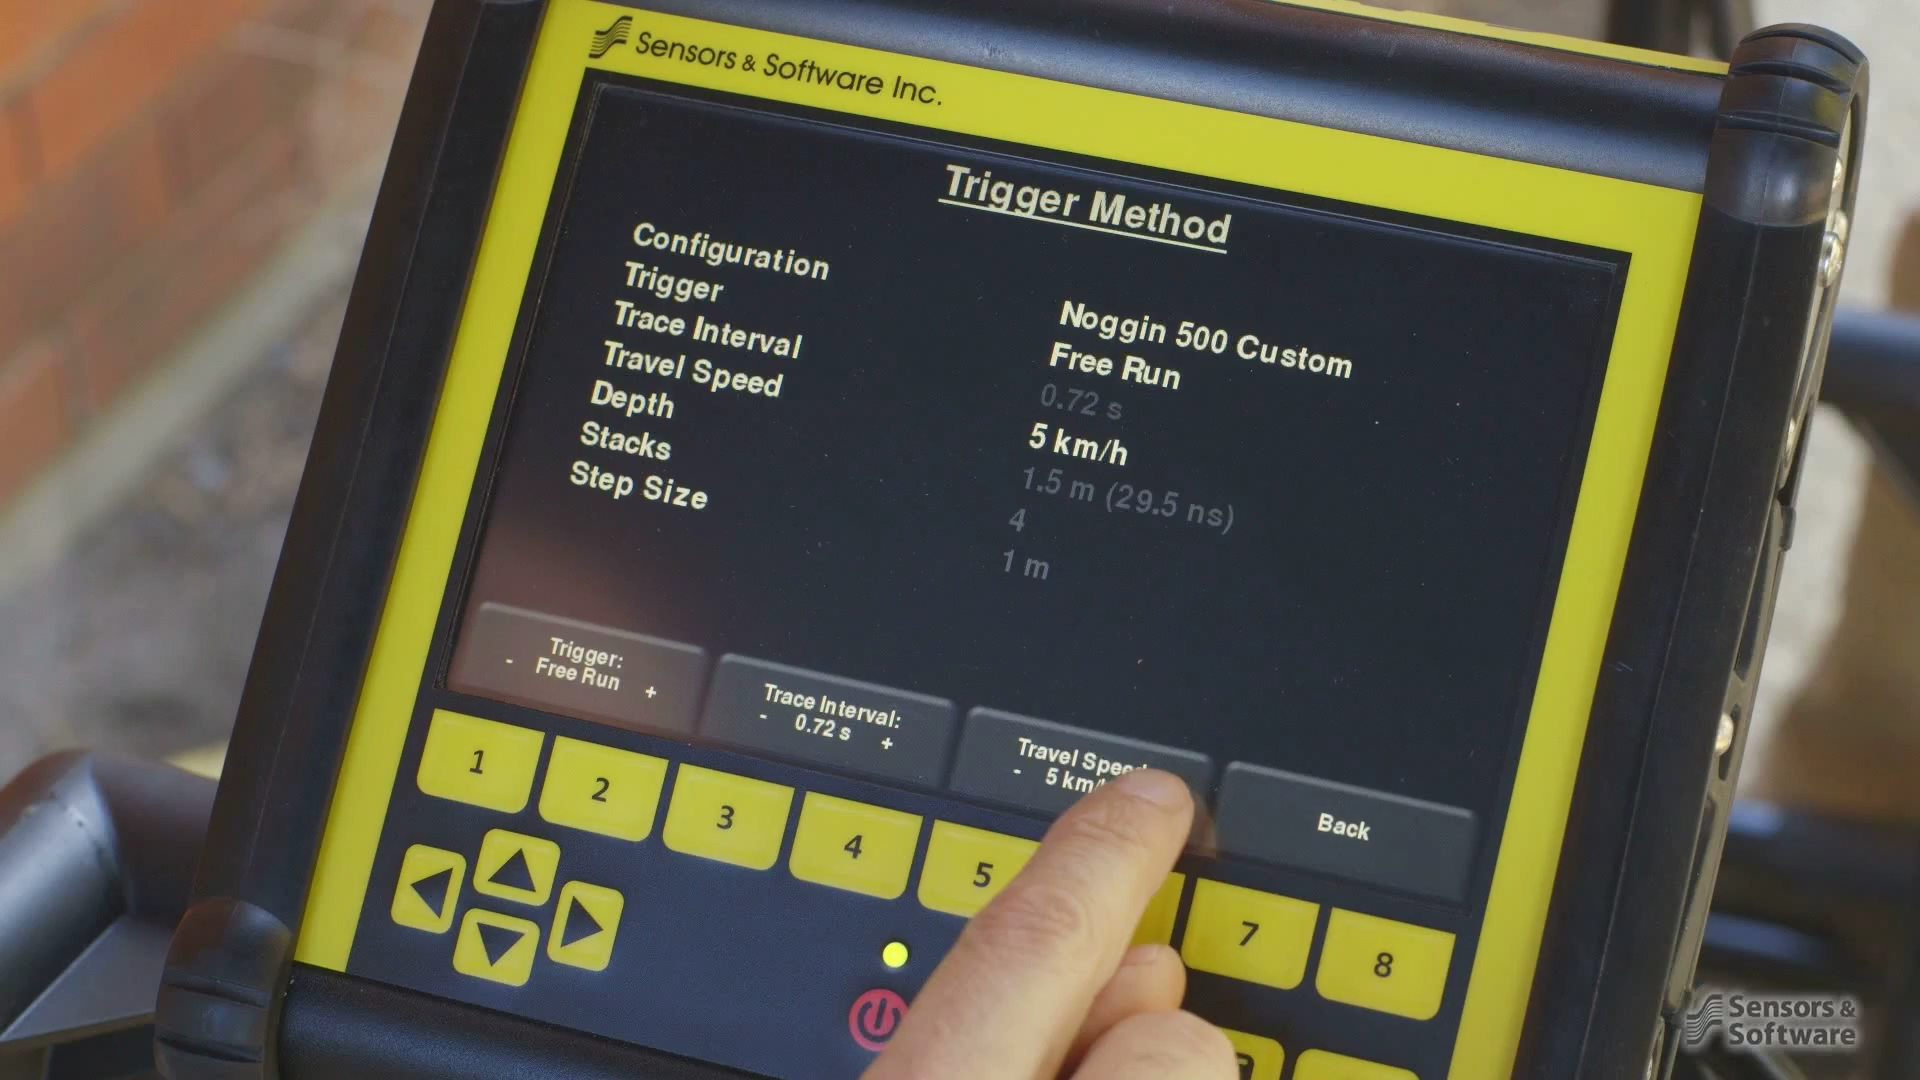 Sensors & Software Inc.
Trigger Method
Configuration
Noggin 500 Custom
Trigger
Free Run
Trace Interval
0.72 s
Travel Speed
5 km/h
Depth
1.5 m (29.5 ns)
Stacks
4
Step Size
1 m
Trigger:
- Free Run +
Trace Interval:
- 0.72 s +
Travel
- 5
Back
1
2
3
4
5
7
8
Sensors &
Software